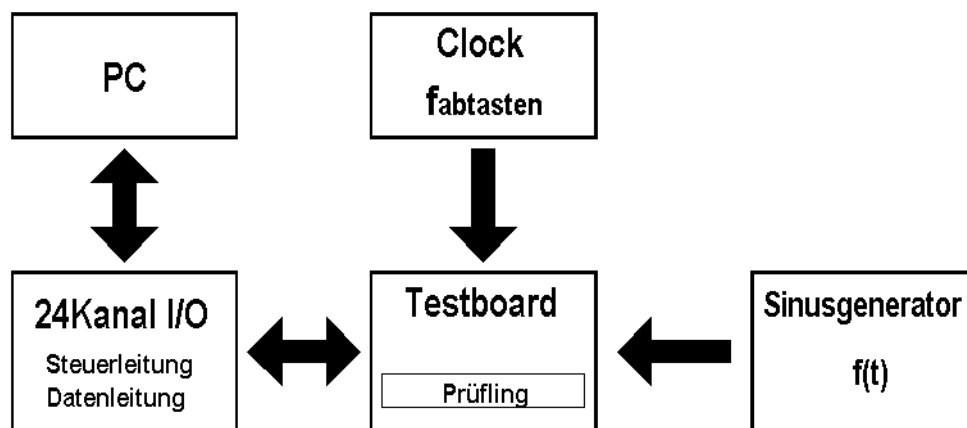 PC
Clock
fabtasten
24Kanal I/O
Steuerleitung
Datenleitung
Testboard
Prüfling
Sinusgenerator
f(t)